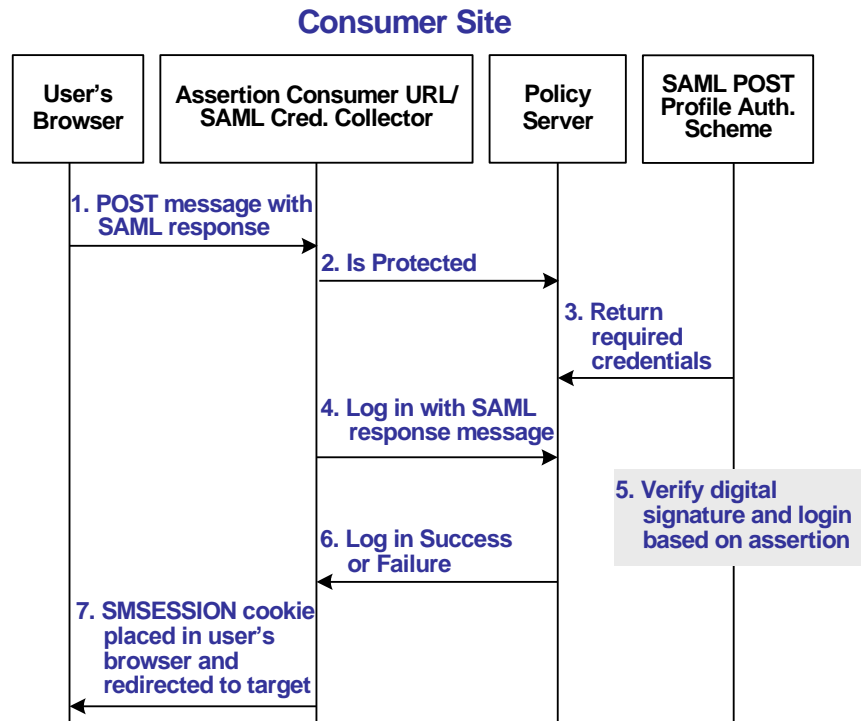 Consumer Site
User's
Browser
Assertion Consumer URL/
SAML Cred. Collector
Policy
Server
SAML POST
Profile Auth.
Scheme
1. POST message with
SAML response
2. Is Protected
3. Return
required
credentials
4. Log in with SAML
response message
5. Verify digital
signature and login
based on assertion
6. Log in Success
or Failure
7. SMSESSION cookie
placed in user's
browser and
redirected to target